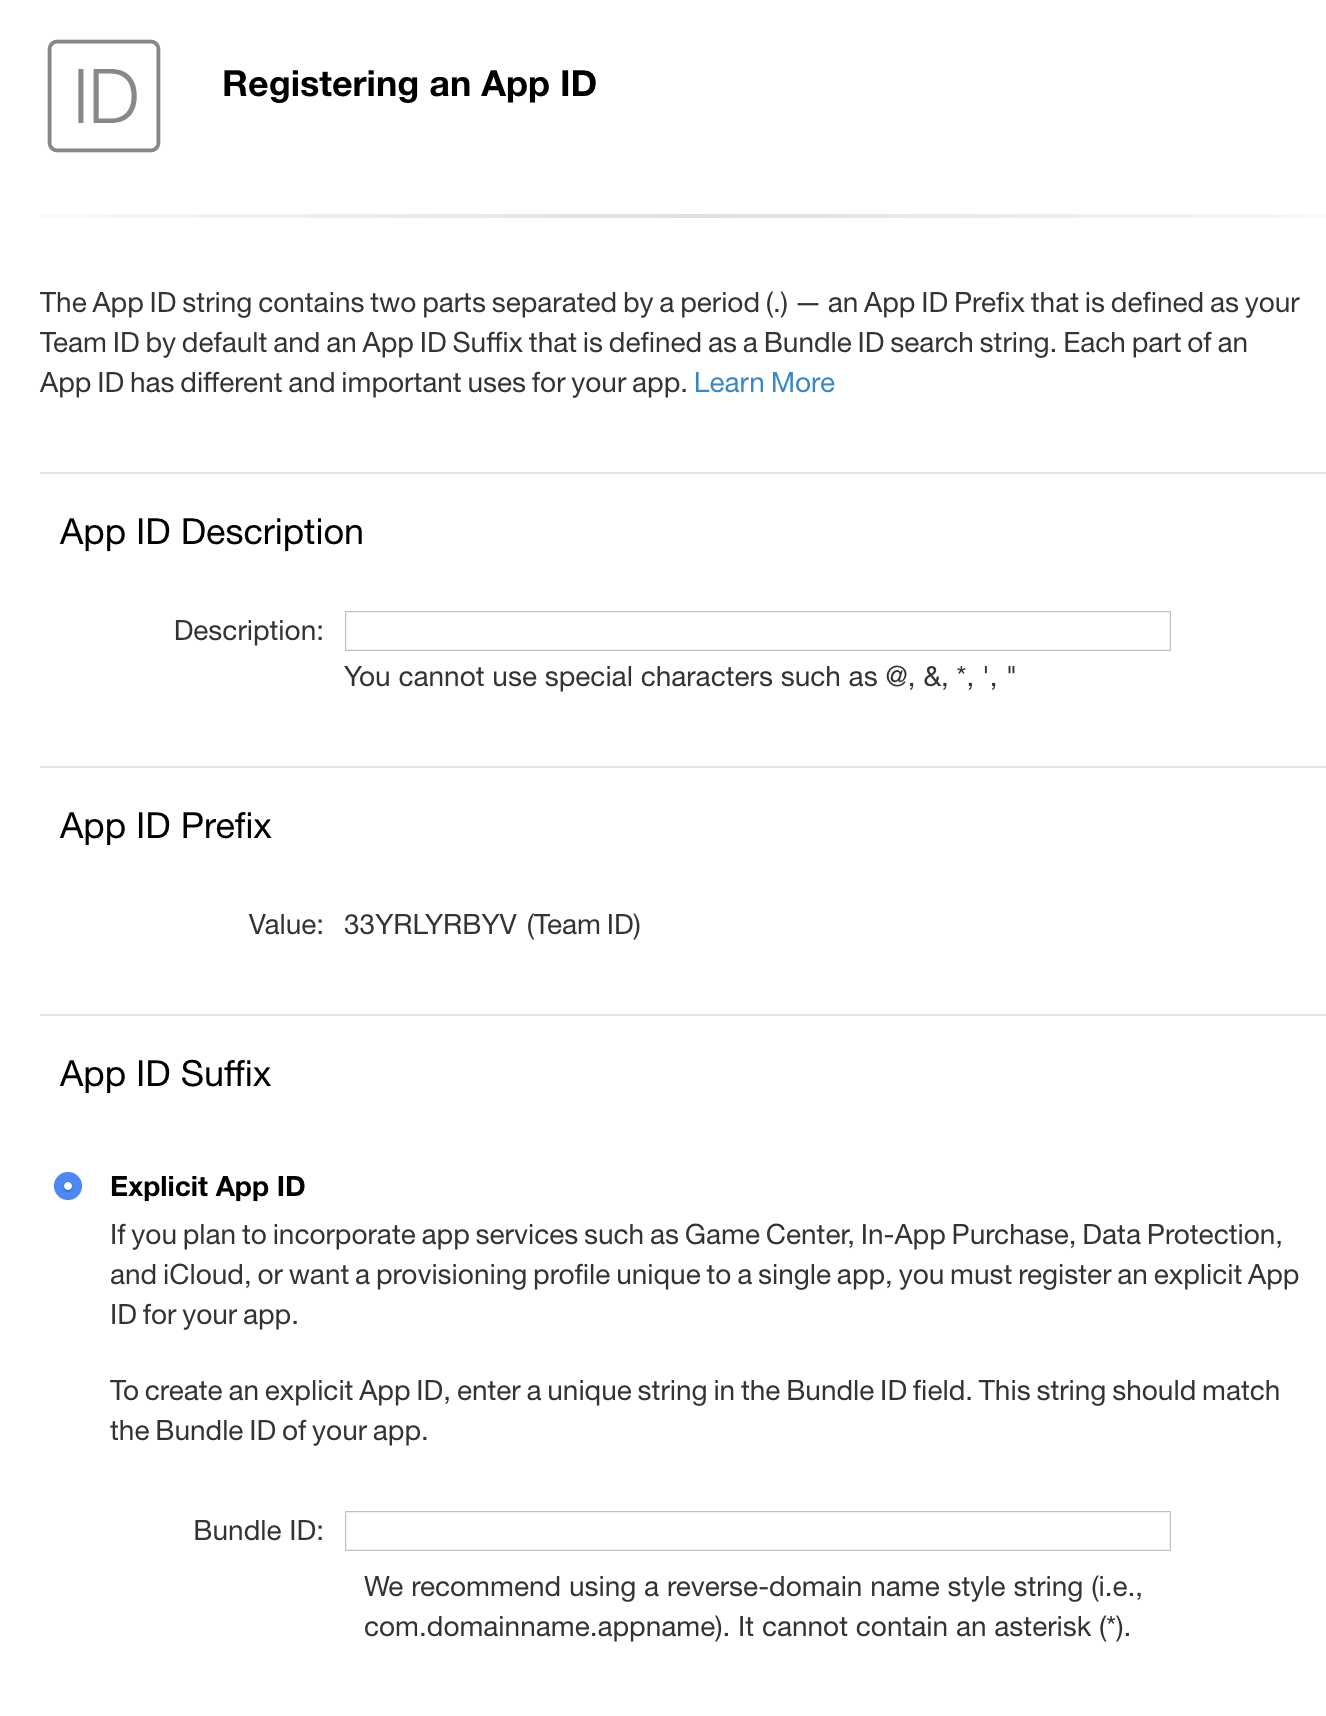 ID
Registering an App ID
The App ID string contains two parts separated by a period (.) — an App ID Prefix that is defined as your
Team ID by default and an App ID Suffix that is defined as a Bundle ID search string. Each part of an
App ID has different and important uses for your app. Learn More
App ID Description
Description:
You cannot use special characters such as @, &, *, ', "
App ID Prefix
Value: 33YRLYRBYV (Team ID)
App ID Suffix
Explicit App ID
If you plan to incorporate app services such as Game Center, In-App Purchase, Data Protection,
and iCloud, or want a provisioning profile unique to a single app, you must register an explicit App
ID for your app.
To create an explicit App ID, enter a unique string in the Bundle ID field. This string should match
the Bundle ID of your app.
Bundle ID:
We recommend using a reverse-domain name style string (i.e.,
com.domainname.appname). It cannot contain an asterisk (*).